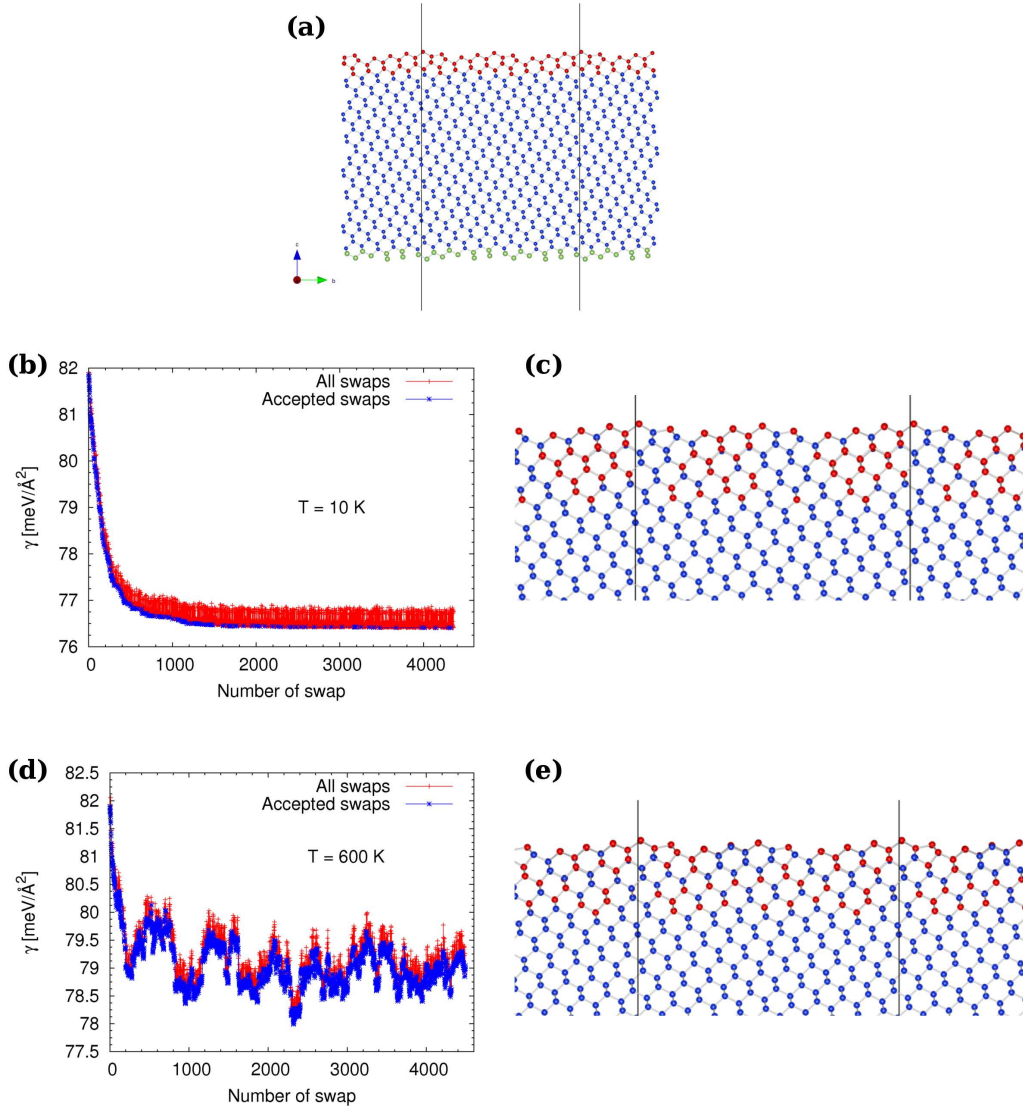 (a)
c
b
(b)
82
81
80
79
78
77
76
γ [meV/Å²]
All swaps
Accepted swaps
T = 10 K
0 1000 2000 3000 4000
Number of swap
(c)
(d)
82.5
82
81.5
81
80.5
80
79.5
79
78.5
78
77.5
γ [meV/Å²]
All swaps
Accepted swaps
T = 600 K
0 1000 2000 3000 4000
Number of swap
(e)